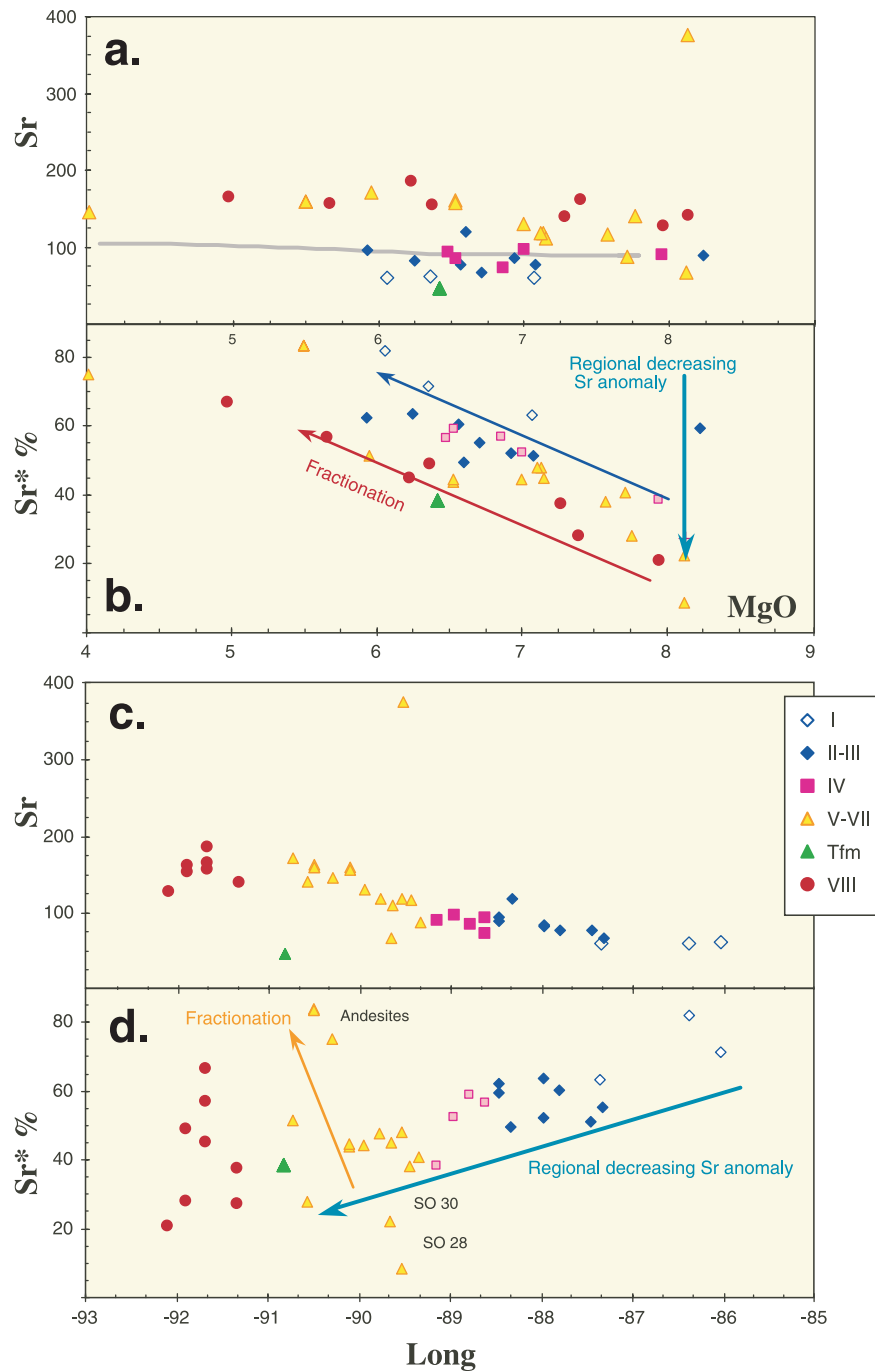 400
a.
300
Sr
200
100
5 6 7 8
80
Regional decreasing
Sr anomaly
60
Sr* %
40
Fractionation
20
b.
MgO
4 5 6 7 8 9
400
c.
I
II-III
300
IV
Sr
V-VII
200
Tfm
VIII
100
d.
80
Fractionation
Andesites
60
Sr* %
40
Regional decreasing Sr anomaly
SO 30
20
SO 28
-93 -92 -91 -90 -89 -88 -87 -86 -85
Long